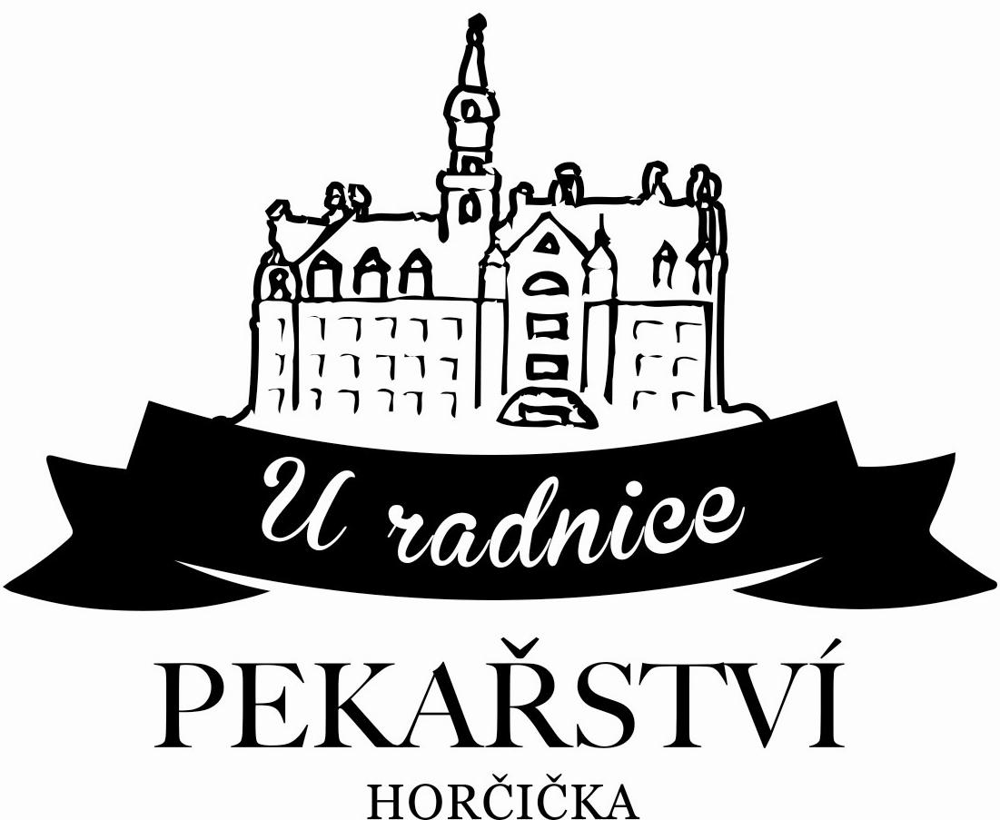 U radnice
PEKAŘSTVÍ
HORČIČKA